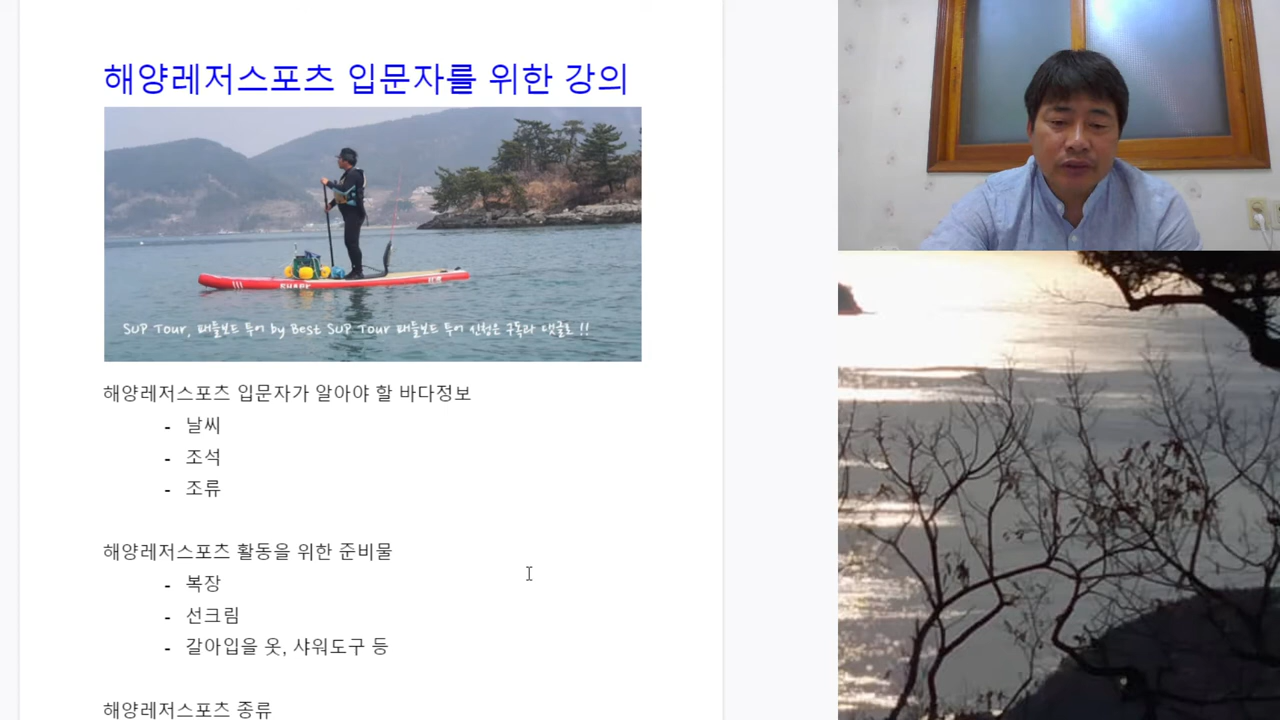 해양레저스포츠 입문자를 위한 강의
SHARK
SUP Tour, 패들보드 투어 by Best SUP Tour 패들보드 투어 신청은 구독과 댓글로 !!
해양레저스포츠 입문자가 알아야 할 바다정보
- 날씨
- 조석
- 조류
해양레저스포츠 활동을 위한 준비물
- 복장
- 선크림
- 갈아입을 옷, 샤워도구 등
해양레저스포츠 종류